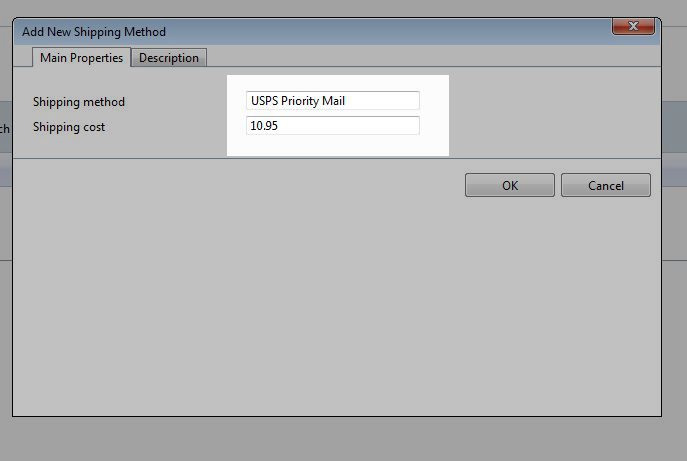 Add New Shipping Method
Main Properties Description
ch
Shipping method USPS Priority Mail
Shipping cost 10.95
OK Cancel